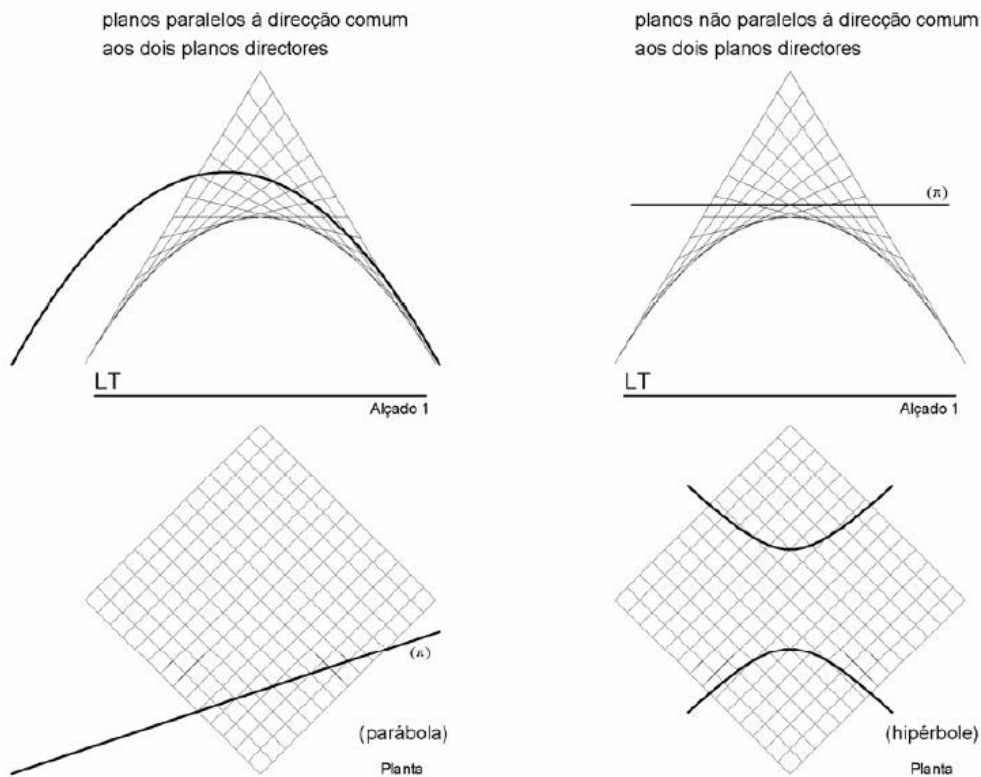 planos paralelos à direcção comum
aos dois planos directores
LT
Alçado 1
(π)
(parábola)
Planta
planos não paralelos à direcção comum
aos dois planos directores
(π)
LT
Alçado 1
(hipérbole)
Planta